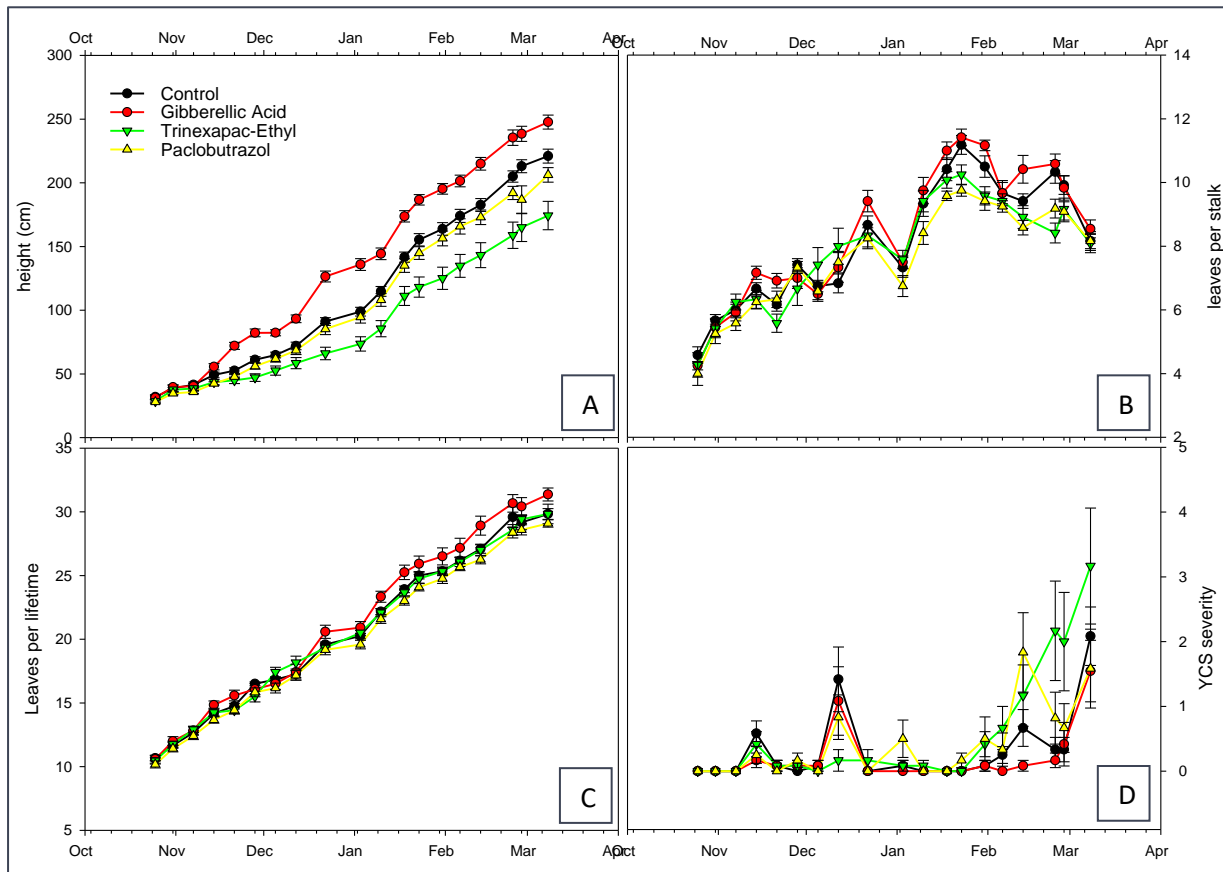 Oct Nov Dec Jan Feb Mar Apr
Oct Nov Dec Jan Feb Mar Apr
300
250
200
150
100
50
0
height (cm)
Control
Gibberellic Acid
Trinexapac-Ethyl
Paclobutrazol
A
14
12
10
8
6
4
2
leaves per stalk
B
35
30
25
20
15
10
5
Leaves per lifetime
C
5
4
3
2
1
0
YCS severity
D
Oct Nov Dec Jan Feb Mar Apr
Oct Nov Dec Jan Feb Mar Apr